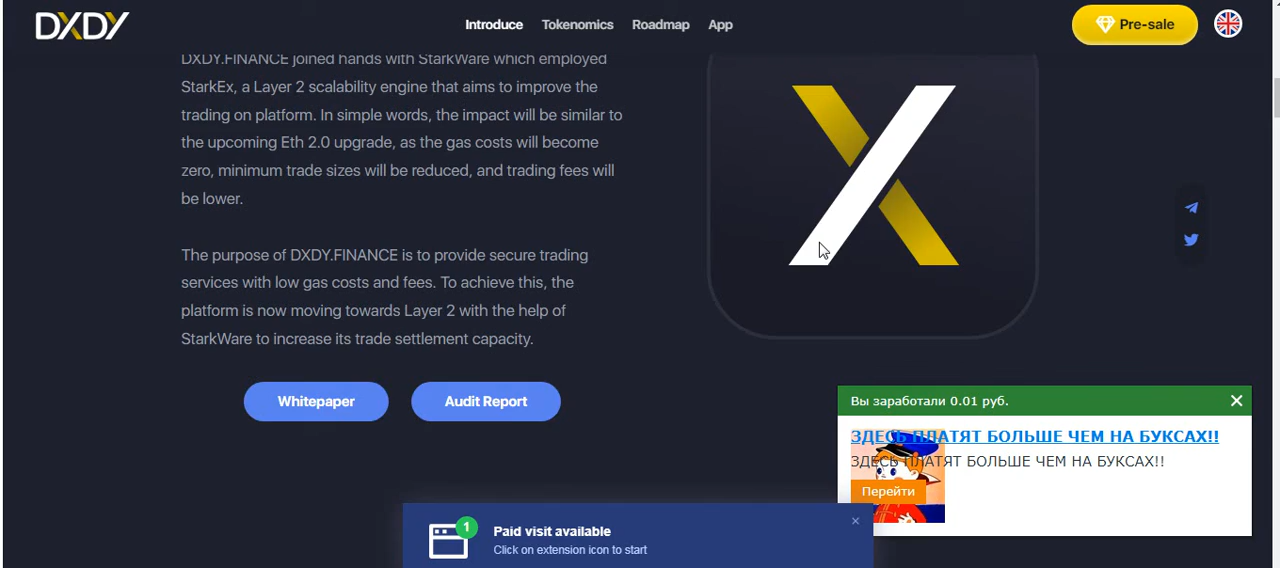 DXDY
Introduce
Tokenomics
Roadmap
App
Pre-sale
DXDY.FINANCE joined hands with StarkWare which employed
StarkEx, a Layer 2 scalability engine that aims to improve the
trading on platform. In simple words, the impact will be similar to
the upcoming Eth 2.0 upgrade, as the gas costs will become
zero, minimum trade sizes will be reduced, and trading fees will
be lower.
The purpose of DXDY.FINANCE is to provide secure trading
services with low gas costs and fees. To achieve this, the
platform is now moving towards Layer 2 with the help of
StarkWare to increase its trade settlement capacity.
Whitepaper
Audit Report
Вы заработали 0.01 руб.
ЗДЕСЬ ПЛАТЯТ БОЛЬШЕ ЧЕМ НА БУКСАХ!!
ЗДЕСЬ ПЛАТЯТ БОЛЬШЕ ЧЕМ НА БУКСАХ!!
Перейти
1
Paid visit available
Click on extension icon to start